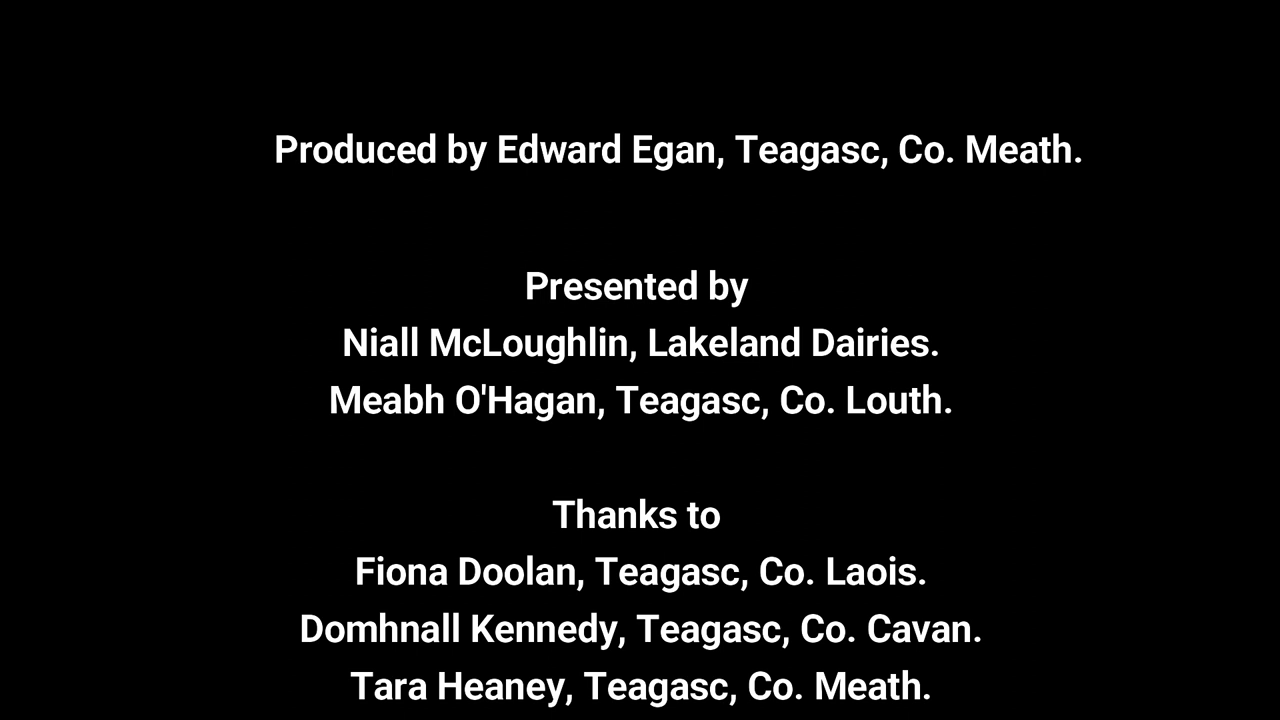 Produced by Edward Egan, Teagasc, Co. Meath.
Presented by
Niall McLoughlin, Lakeland Dairies.
Meabh O'Hagan, Teagasc, Co. Louth.
Thanks to
Fiona Doolan, Teagasc, Co. Laois.
Domhnall Kennedy, Teagasc, Co. Cavan.
Tara Heaney, Teagasc, Co. Meath.